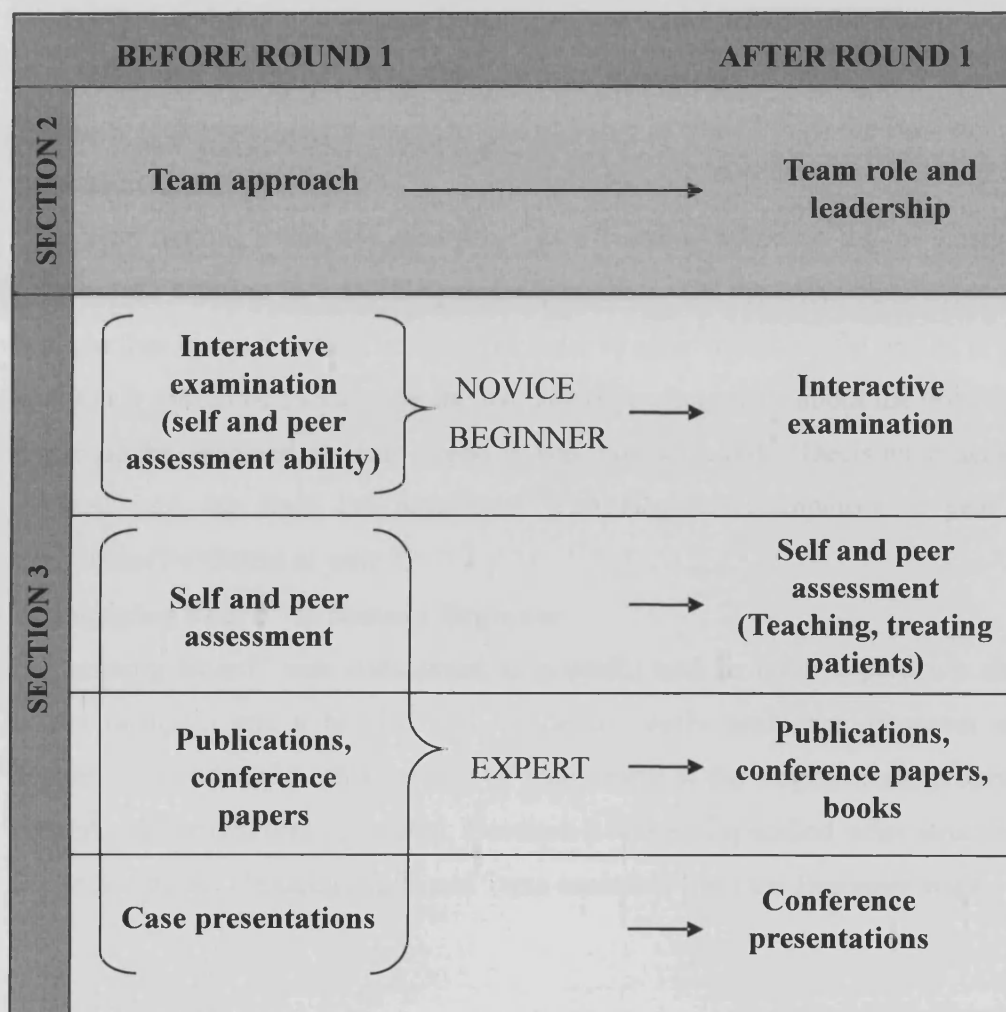 BEFORE ROUND 1
AFTER ROUND 1
SECTION 2
Team approach
Team role and
leadership
SECTION 3
Interactive
examination
(self and peer
assessment ability)
NOVICE
BEGINNER
Interactive
examination
Self and peer
assessment
Self and peer
assessment
(Teaching, treating
patients)
Publications,
conference
papers
EXPERT
Publications,
conference papers,
books
Case presentations
Conference
presentations